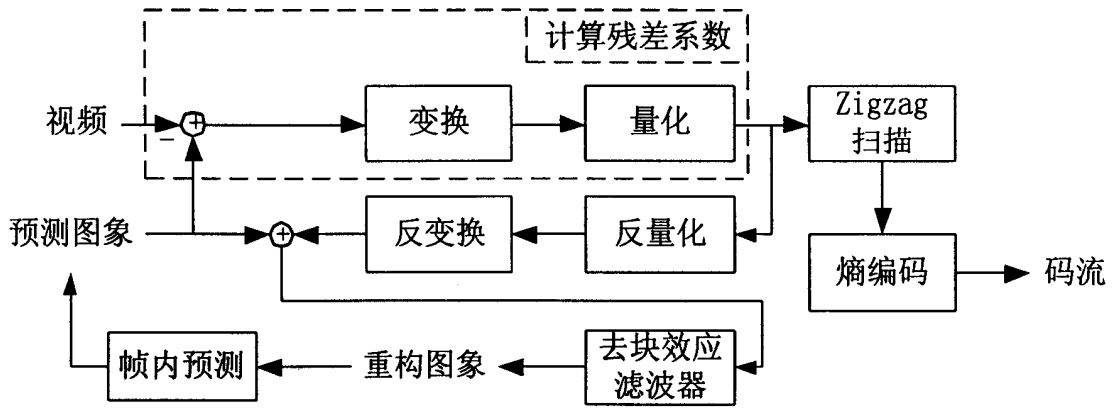 计算残差系数
视频
变换
量化
Zigzag
扫描
预测图象
反变换
反量化
熵编码
码流
帧内预测
重构图象
去块效应
滤波器